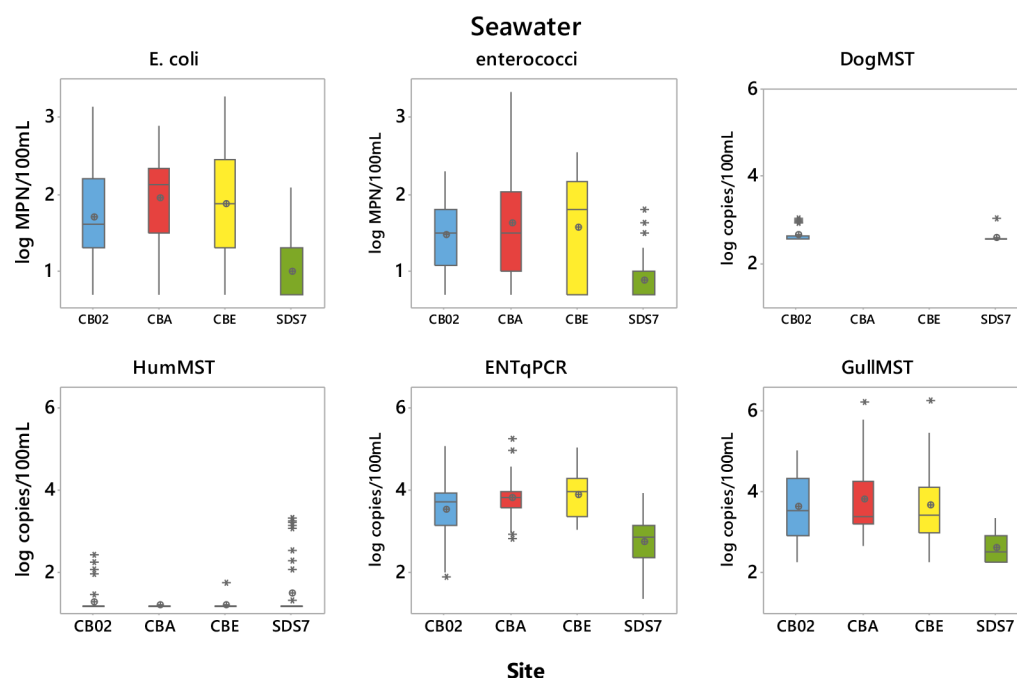 Seawater
E. coli
enterococci
DogMST
log MPN/100mL
3
2
1
CB02 CBA CBE SDS7
log MPN/100mL
3
2
1
CB02 CBA CBE SDS7
log copies/100mL
6
4
2
CB02 CBA CBE SDS7
HumMST
ENTqPCR
GullMST
log copies/100mL
6
4
2
CB02 CBA CBE SDS7
log copies/100mL
6
4
2
CB02 CBA CBE SDS7
log copies/100mL
6
4
2
CB02 CBA CBE SDS7
Site